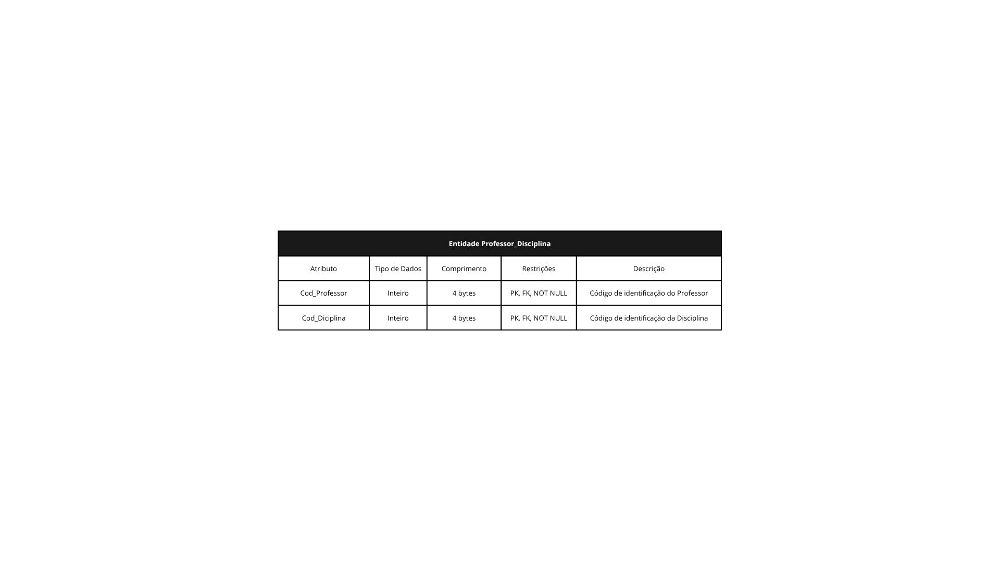 Entidade Professor_Disciplina
Atributo Tipo de Dados Comprimento Restrições Descrição
Cod_Professor Inteiro 4 bytes PK, FK, NOT NULL Código de identificação do Professor
Cod_Diciplina Inteiro 4 bytes PK, FK, NOT NULL Código de identificação da Disciplina